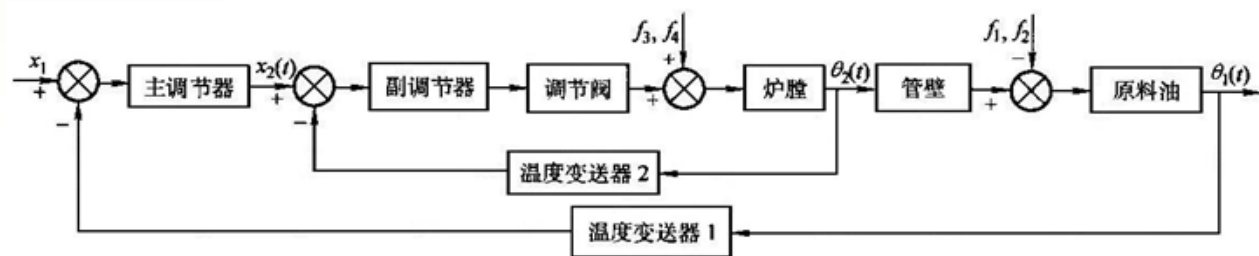 x₁
+
−
主调节器
x₂(t)
+
−
副调节器
调节阀
f₃, f₄
+
+
炉膛
θ₂(t)
管壁
f₁, f₂
−
+
原料油
θ₁(t)
温度变送器 2
温度变送器 1